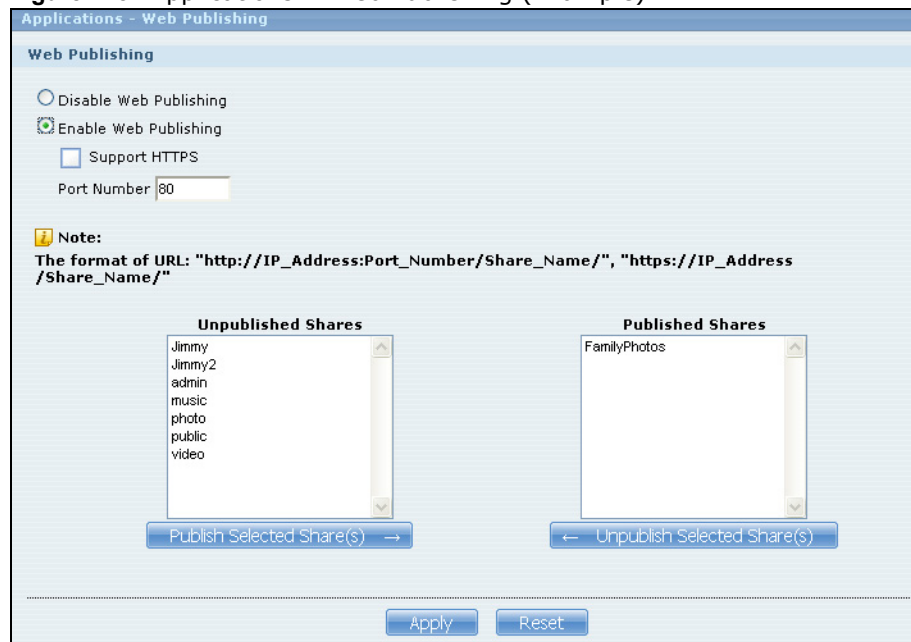 Applications - Web Publishing
Web Publishing
Disable Web Publishing
Enable Web Publishing
Support HTTPS
Port Number 80
Note:
The format of URL: "http://IP_Address:Port_Number/Share_Name/", "https://IP_Address
/Share_Name/"
Unpublished Shares
Published Shares
Jimmy
Jimmy2
admin
music
photo
public
video
FamilyPhotos
Publish Selected Share(s) →
← Unpublish Selected Share(s)
Apply
Reset